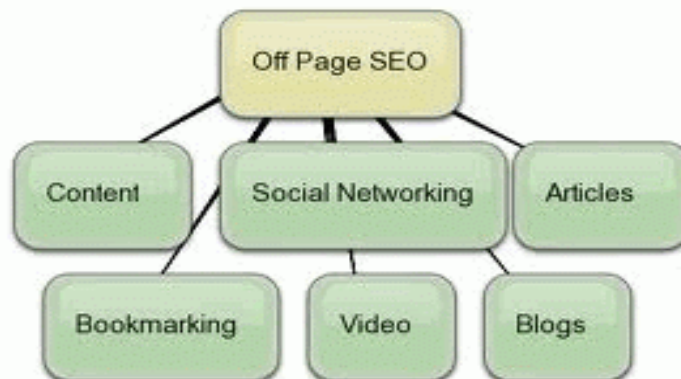 Off Page SEO
Content
Social Networking
Articles
Bookmarking
Video
Blogs